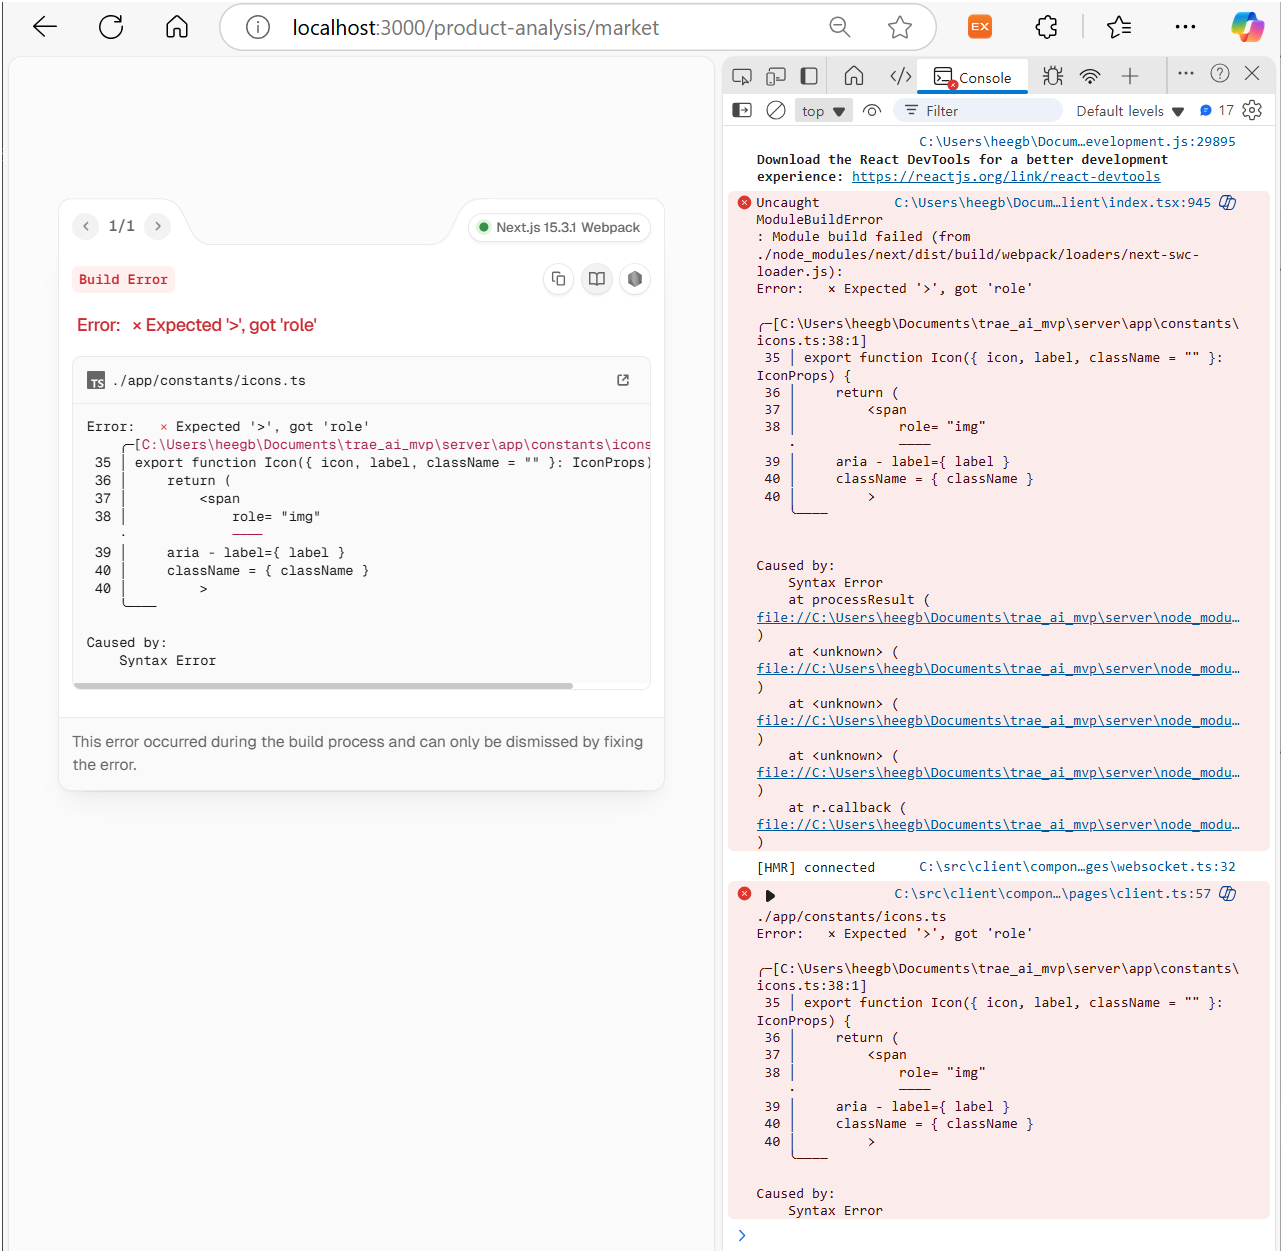 localhost:3000/product-analysis/market
EX
1/1
Next.js 15.3.1 Webpack
Build Error
Error: × Expected '>', got 'role'
TS ./app/constants/icons.ts
Error:   × Expected '>', got 'role'
╭─[C:\Users\heegb\Documents\trae_ai_mvp\server\app\constants\icons
35 │ export function Icon({ icon, label, className = "" }: IconProps)
36 │     return (
37 │         <span
38 │             role= "img"
·               ────
39 │     aria - label={ label }
40 │     className = { className }
40 │         >
╰────
Caused by:
    Syntax Error
This error occurred during the build process and can only be dismissed by fixing
the error.
Console
top
Filter
Default levels
17
C:\Users\heegb\Docum…evelopment.js:29895
Download the React DevTools for a better development
experience: https://reactjs.org/link/react-devtools
Uncaught C:\Users\heegb\Docum…lient\index.tsx:945
ModuleBuildError
: Module build failed (from
./node_modules/next/dist/build/webpack/loaders/next-swc-
loader.js):
Error:   × Expected '>', got 'role'
╭─[C:\Users\heegb\Documents\trae_ai_mvp\server\app\constants\
icons.ts:38:1]
35 │ export function Icon({ icon, label, className = "" }:
IconProps) {
36 │     return (
37 │         <span
38 │             role= "img"
·               ────
39 │     aria - label={ label }
40 │     className = { className }
40 │         >
╰────
Caused by:
    Syntax Error
    at processResult (
file://C:\Users\heegb\Documents\trae_ai_mvp\server\node_modu…
)
    at <unknown> (
file://C:\Users\heegb\Documents\trae_ai_mvp\server\node_modu…
)
    at <unknown> (
file://C:\Users\heegb\Documents\trae_ai_mvp\server\node_modu…
)
    at <unknown> (
file://C:\Users\heegb\Documents\trae_ai_mvp\server\node_modu…
)
    at r.callback (
file://C:\Users\heegb\Documents\trae_ai_mvp\server\node_modu…
)
[HMR] connected C:\src\client\compon…ges\websocket.ts:32
C:\src\client\compon…\pages\client.ts:57
./app/constants/icons.ts
Error:   × Expected '>', got 'role'
╭─[C:\Users\heegb\Documents\trae_ai_mvp\server\app\constants\
icons.ts:38:1]
35 │ export function Icon({ icon, label, className = "" }:
IconProps) {
36 │     return (
37 │         <span
38 │             role= "img"
·               ────
39 │     aria - label={ label }
40 │     className = { className }
40 │         >
╰────
Caused by:
    Syntax Error